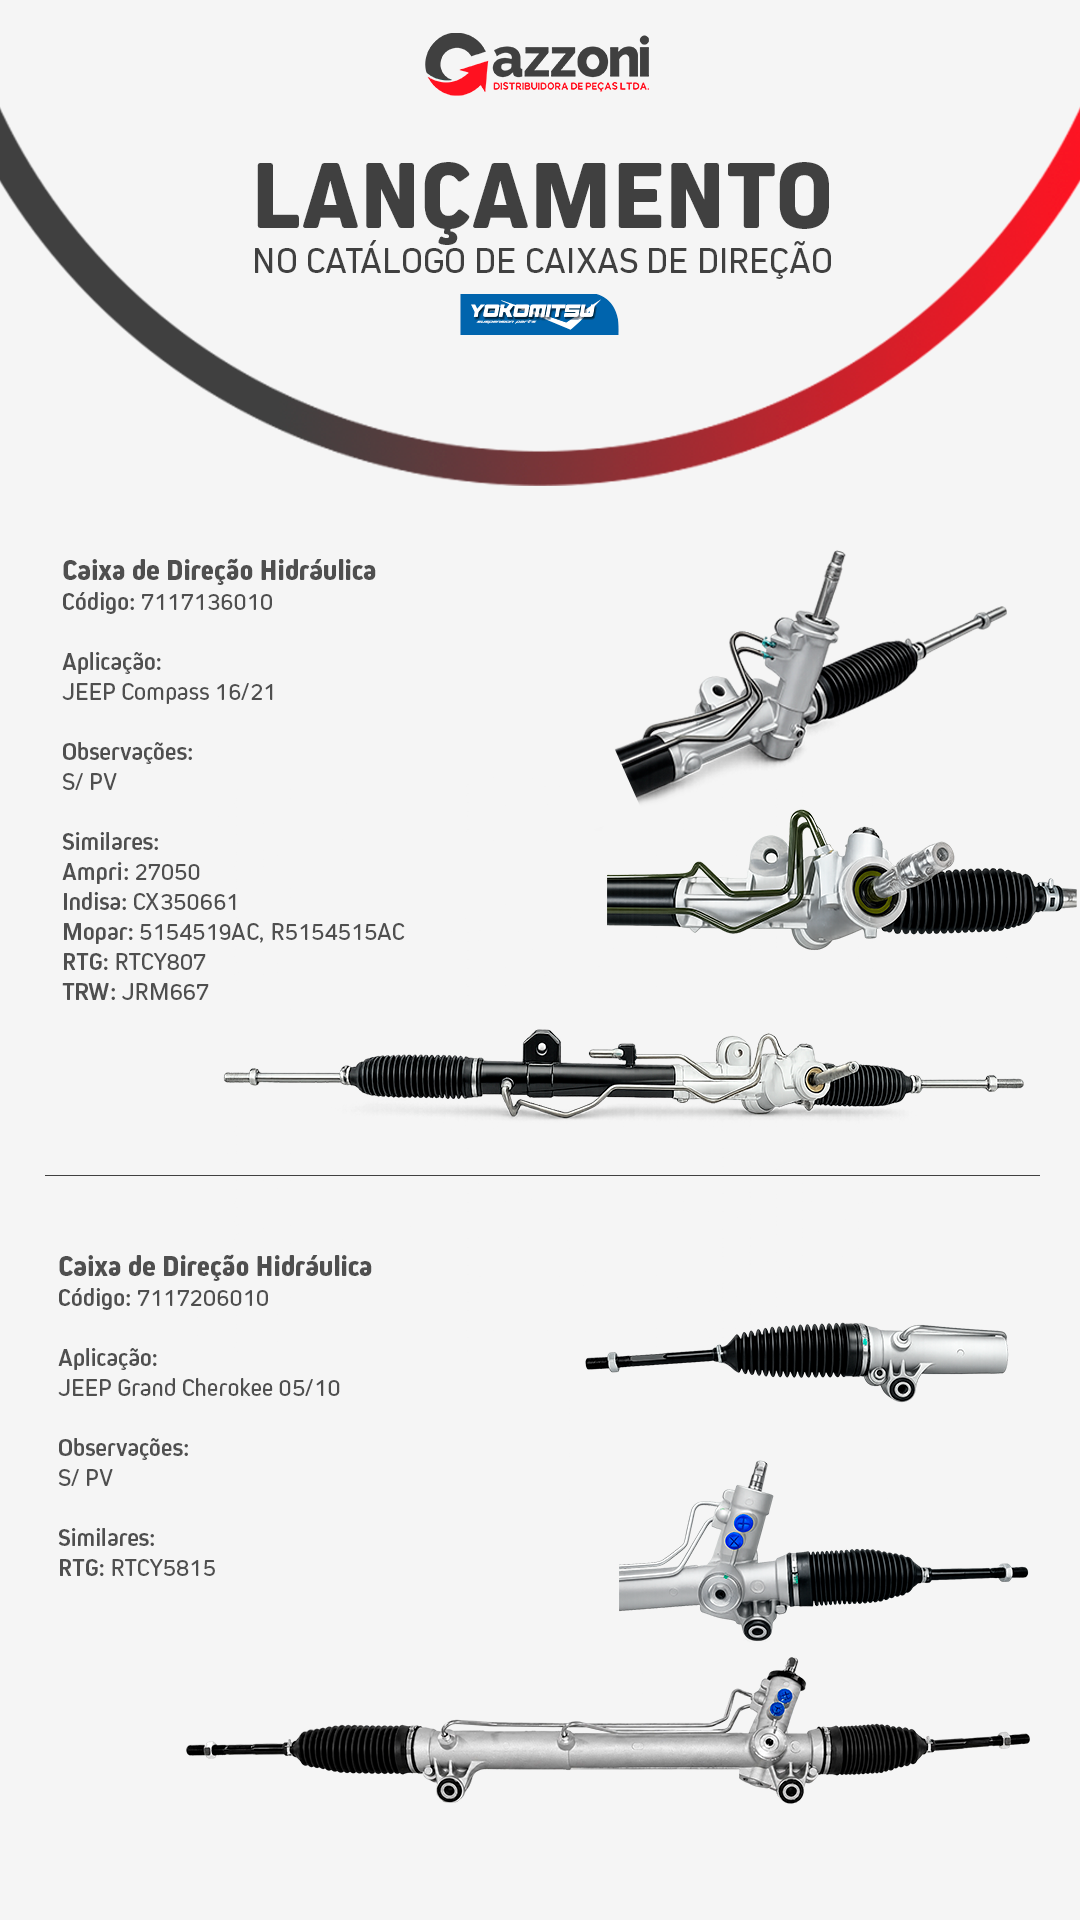 Gazzoni
DISTRIBUIDORA DE PEÇAS LTDA.
LANÇAMENTO
NO CATÁLOGO DE CAIXAS DE DIREÇÃO
YOKOMITSU
suspension parts
Caixa de Direção Hidráulica
Código: 7117136010
Aplicação:
JEEP Compass 16/21
Observações:
S/ PV
Similares:
Ampri: 27050
Indisa: CX350661
Mopar: 5154519AC, R5154515AC
RTG: RTCY807
TRW: JRM667
Caixa de Direção Hidráulica
Código: 7117206010
Aplicação:
JEEP Grand Cherokee 05/10
Observações:
S/ PV
Similares:
RTG: RTCY5815